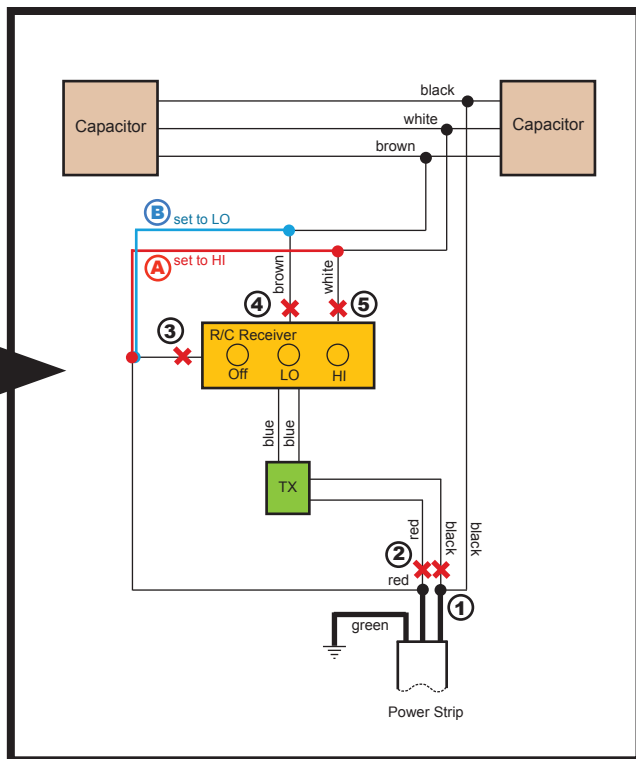 black
Capacitor
white
Capacitor
brown
B set to LO
A set to HI
brown
white
4
5
3
R/C Receiver
Off
LO
HI
blue
blue
TX
red
black
black
2
red
1
green
Power Strip